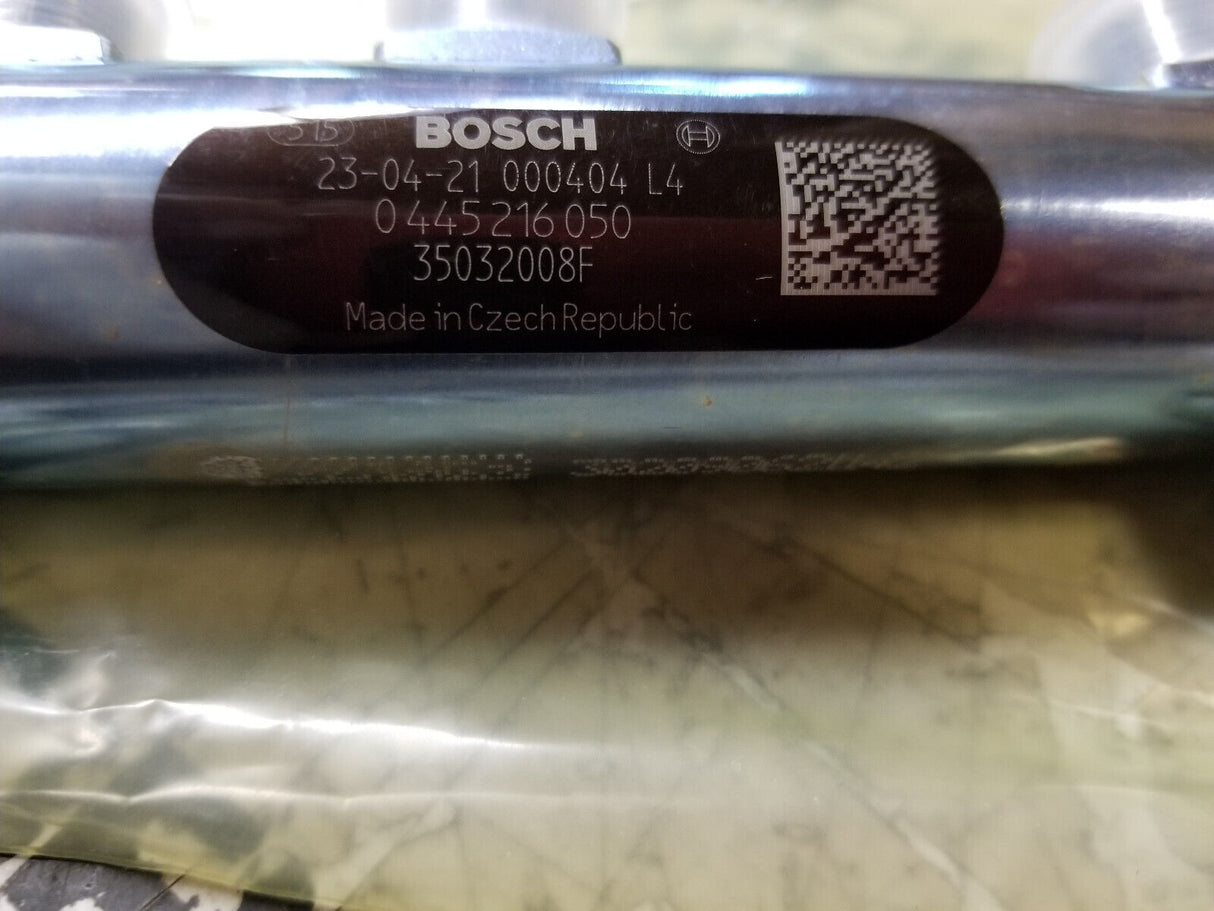 BOSCH
23-04-21 000404 L4
0 445 216 050
35032008F
Made in Czech Republic